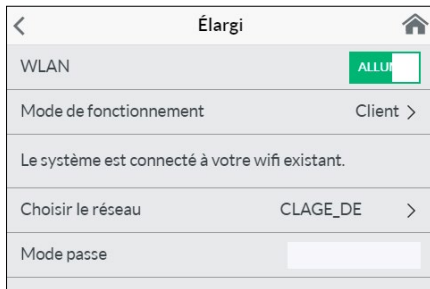 Élargi
WLAN
Mode de fonctionnement Client
Le système est connecté à votre wifi existant.
Choisir le réseau CLAGE_DE
Mode passe